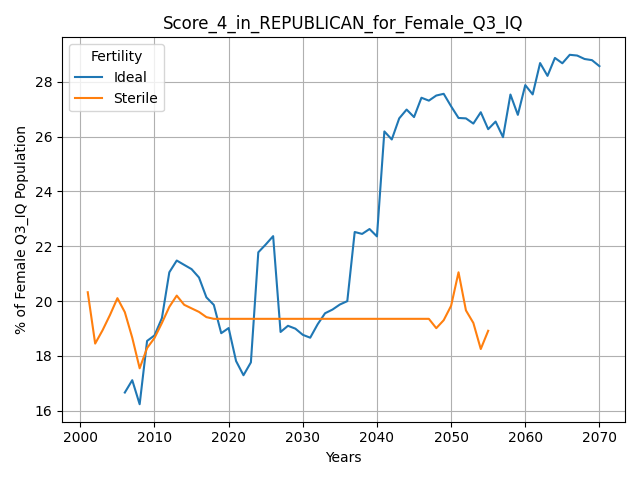 Score_4_in_REPUBLICAN_for_Female_Q3_IQ
Fertility
Ideal
Sterile
% of Female Q3_IQ Population
28
26
24
22
20
18
16
2000 2010 2020 2030 2040 2050 2060 2070
Years